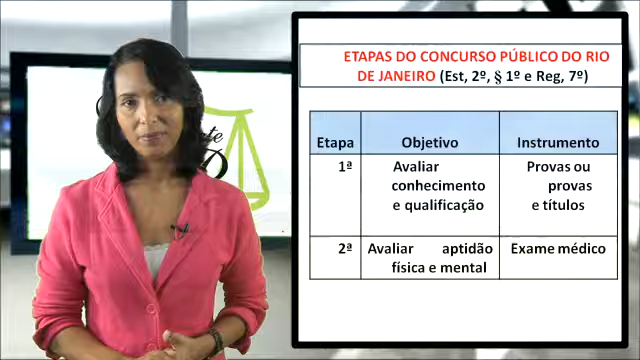 ETAPAS DO CONCURSO PÚBLICO DO RIO
DE JANEIRO (Est, 2º, § 1º e Reg, 7º)
Etapa Objetivo Instrumento
1ª Avaliar conhecimento e qualificação Provas ou provas e títulos
2ª Avaliar aptidão física e mental Exame médico